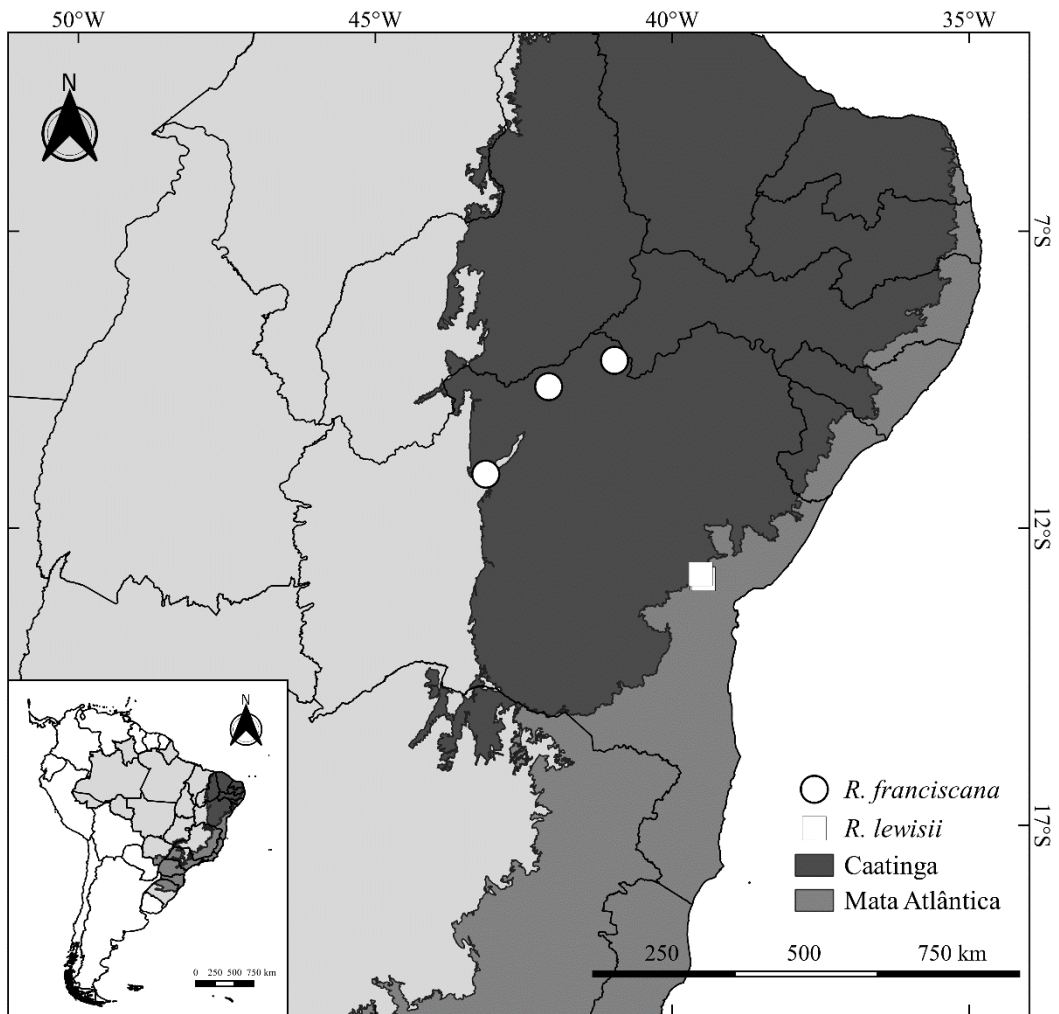 50°W 45°W 40°W 35°W
N
7°S
12°S
17°S
N
0 250 500 750 km
R. franciscana
R. lewisii
Caatinga
Mata Atlântica
250 500 750 km